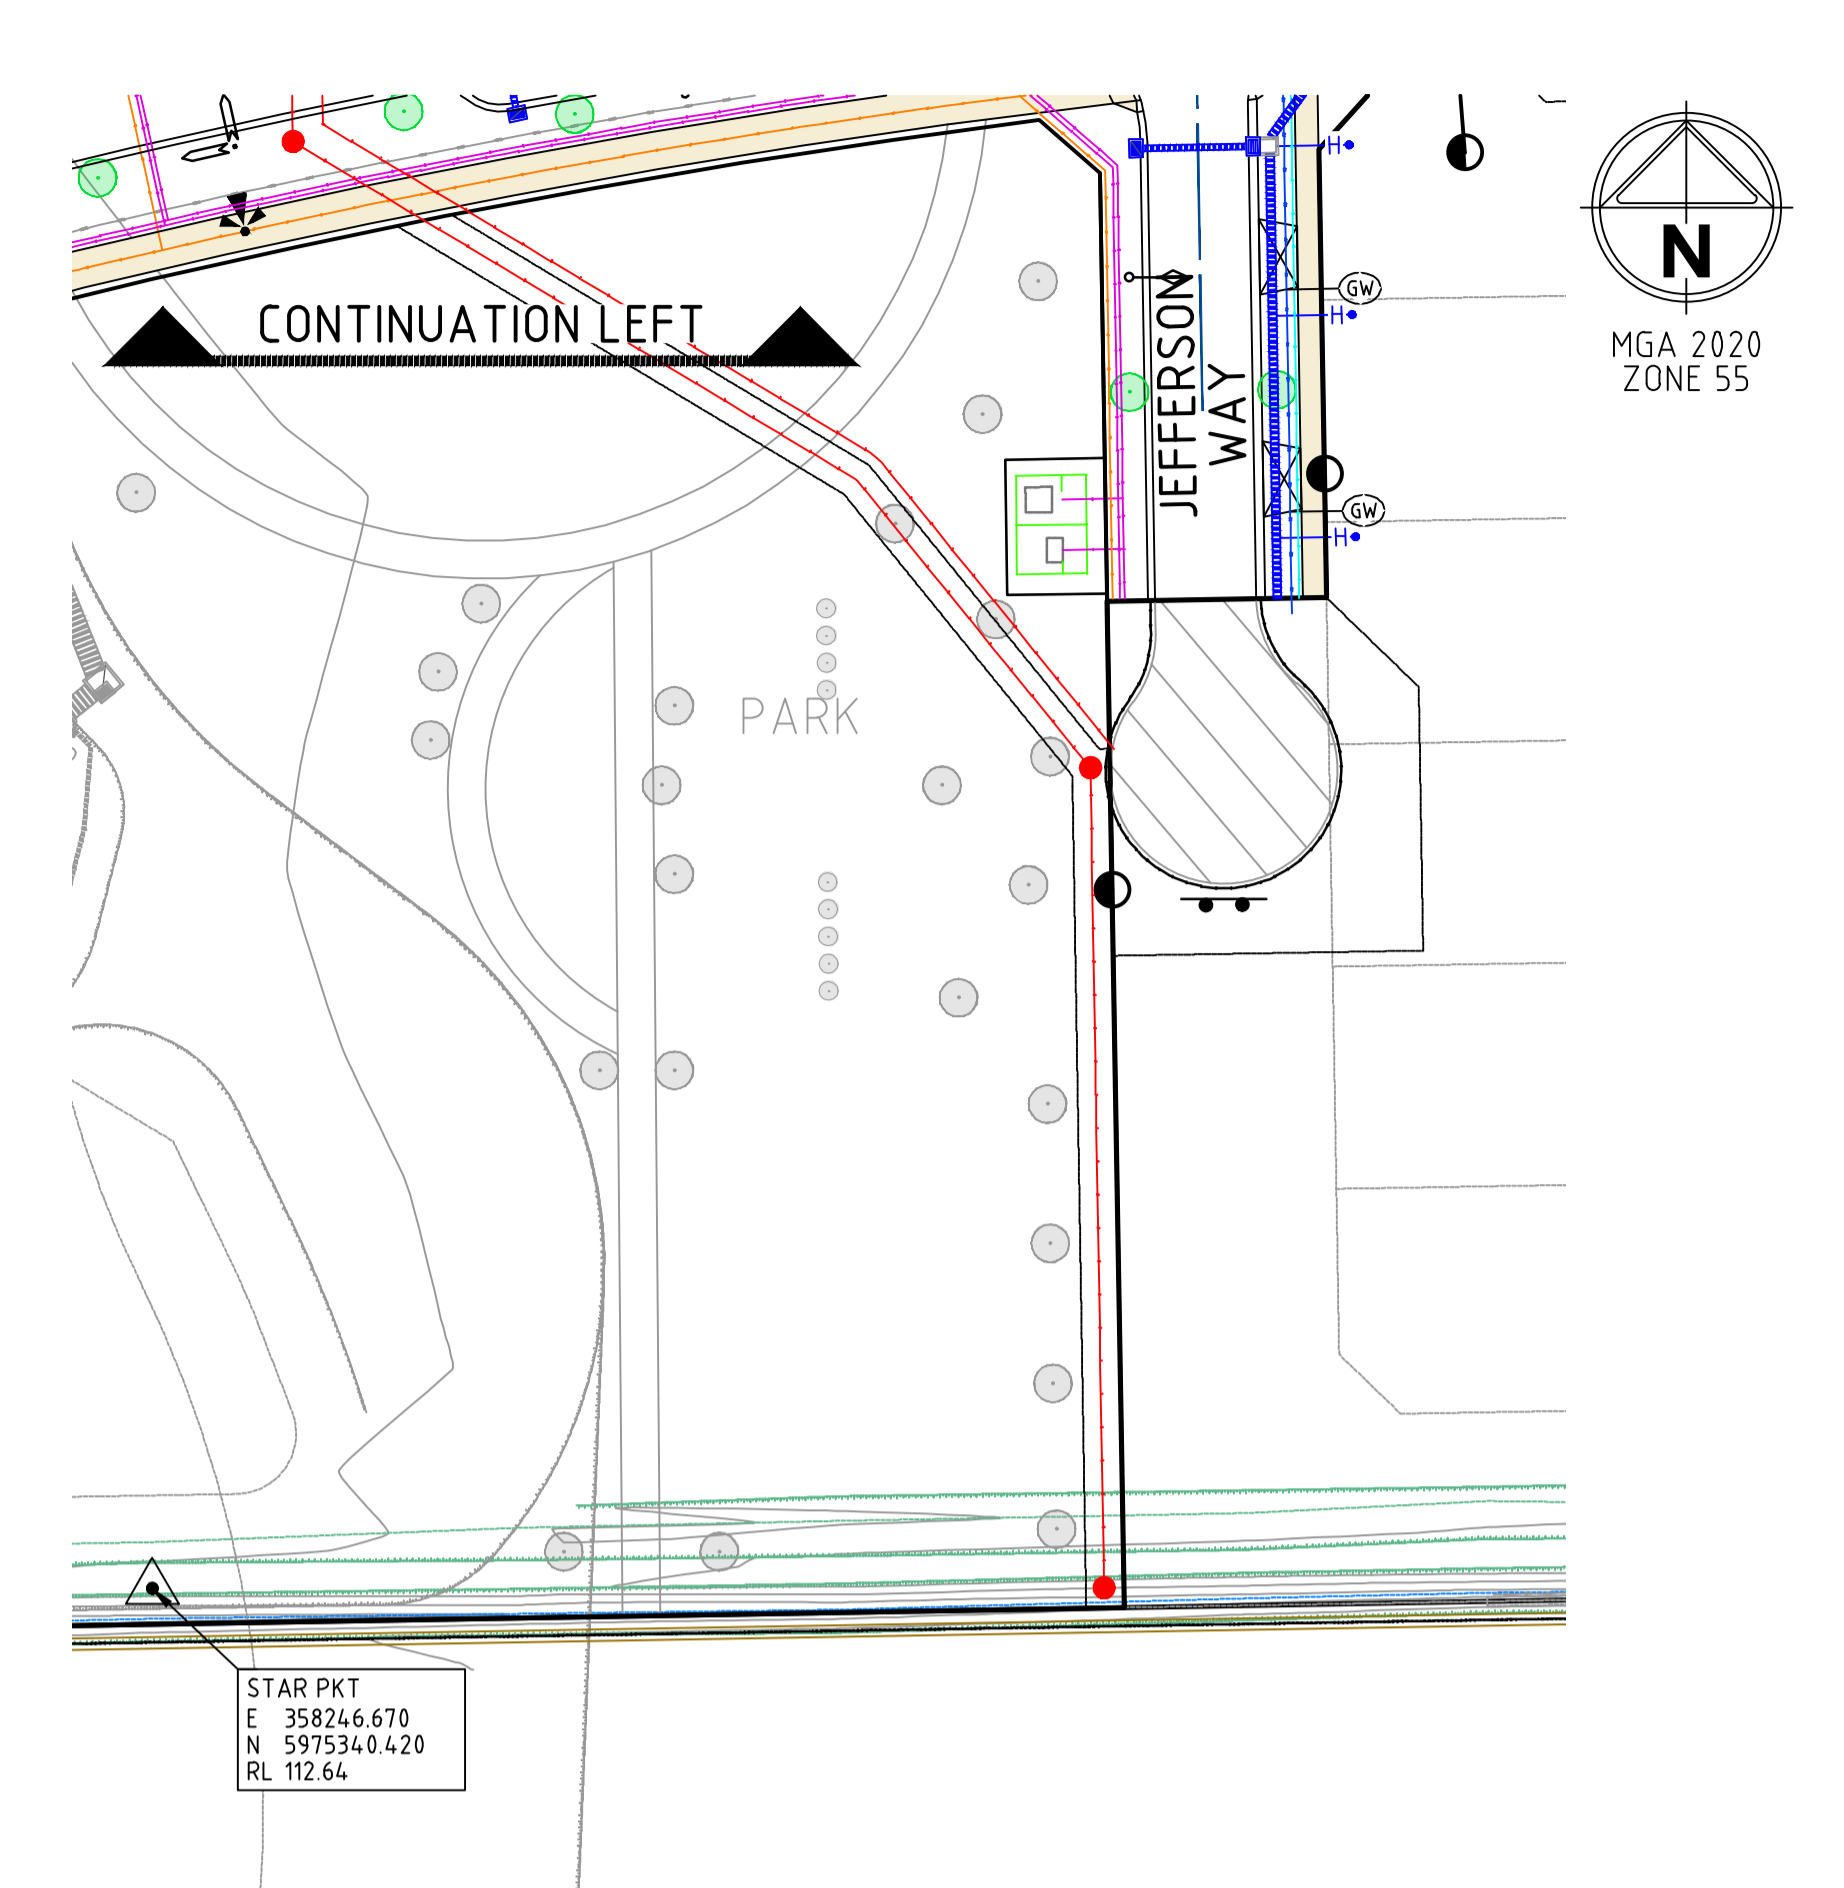 CONTINUATION LEFT
JEFFERSON
WAY
H
GW
H
GW
H
N
MGA 2020
ZONE 55
PARK
STAR PKT
E 358246.670
N 5975340.420
RL 112.64